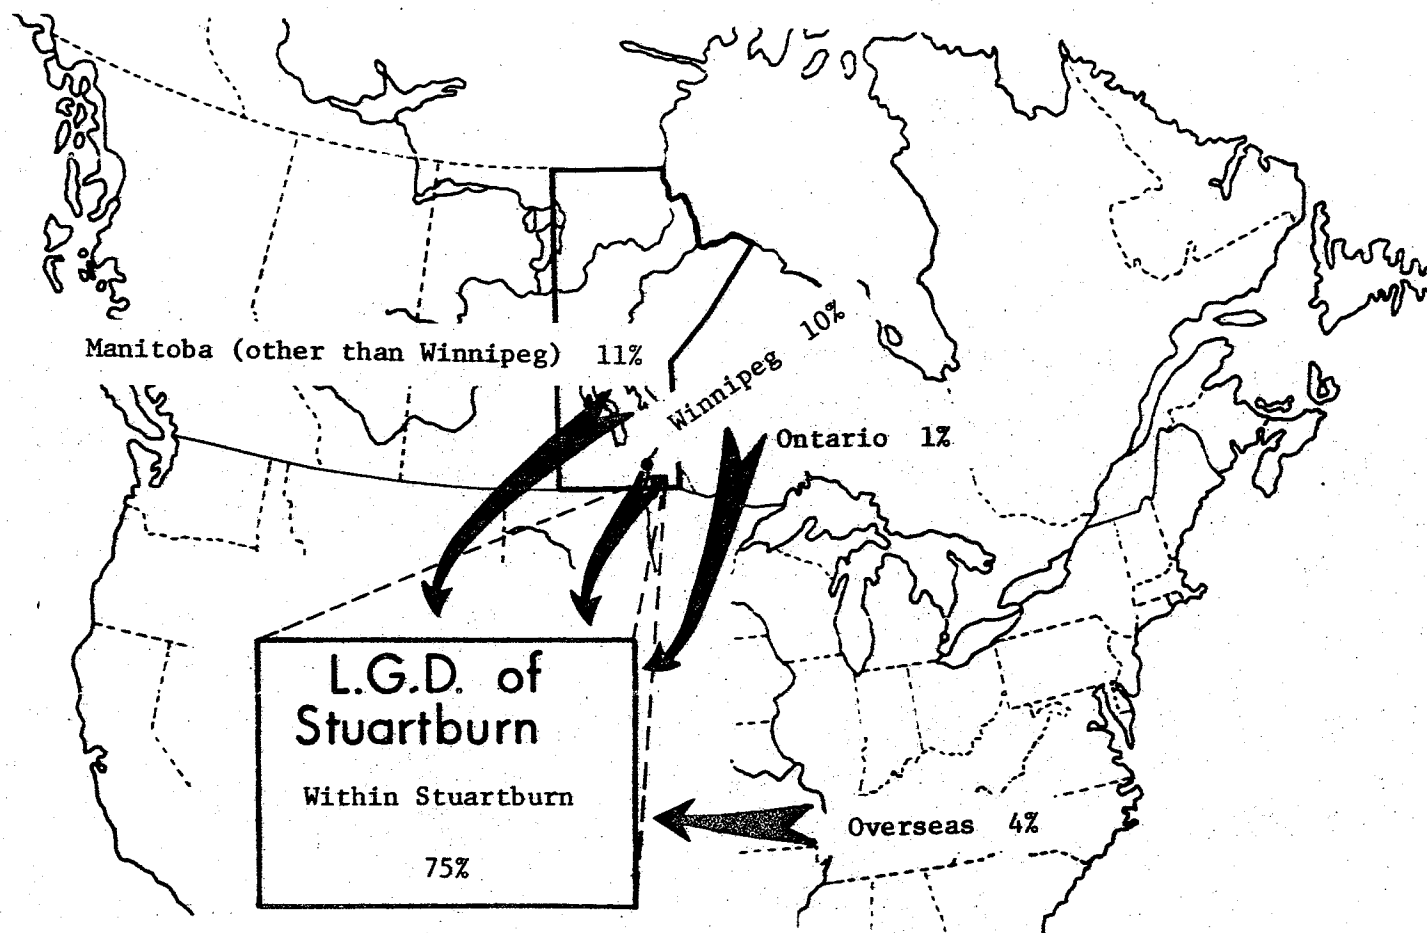 Manitoba (other than Winnipeg) 11%
Winnipeg 10%
Ontario 1%
L.G.D. of
Stuartburn
Within Stuartburn
75%
Overseas 4%